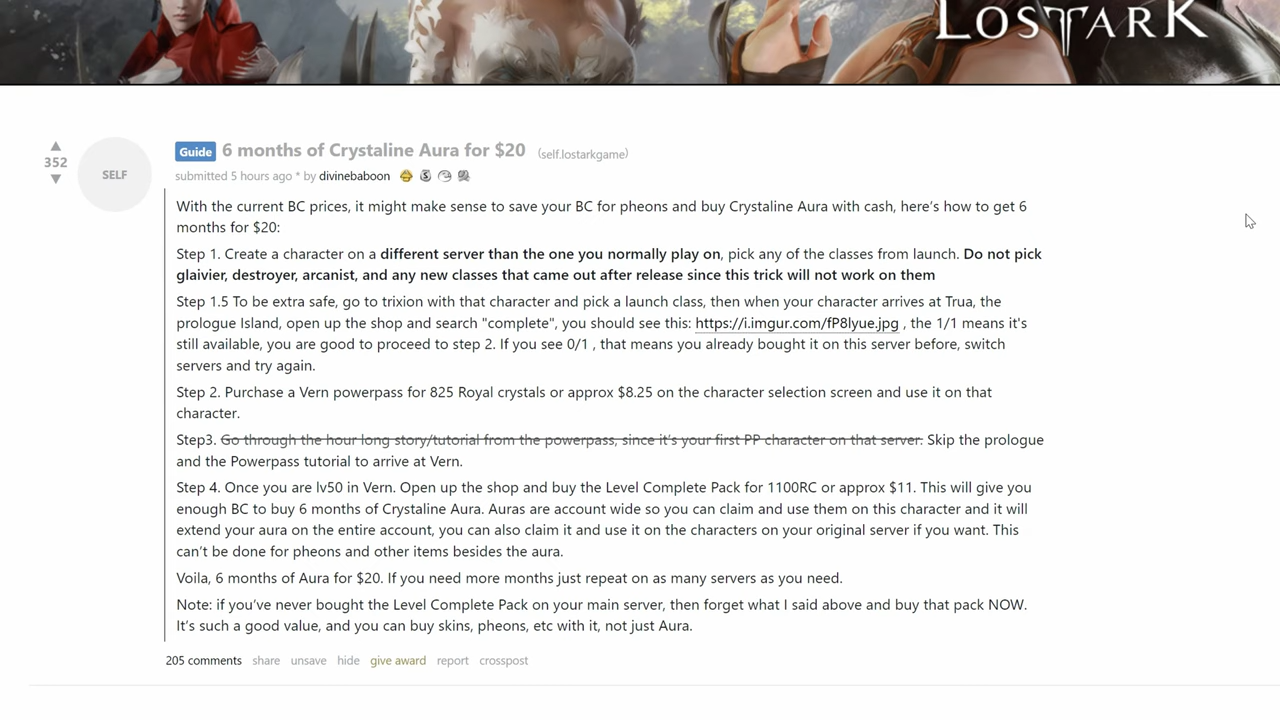 LOSTARK
352
SELF
Guide 6 months of Crystaline Aura for $20 (self.lostarkgame)
submitted 5 hours ago * by divinebaboon
With the current BC prices, it might make sense to save your BC for pheons and buy Crystaline Aura with cash, here's how to get 6
months for $20:
Step 1. Create a character on a different server than the one you normally play on, pick any of the classes from launch. Do not pick
glaivier, destroyer, arcanist, and any new classes that came out after release since this trick will not work on them
Step 1.5 To be extra safe, go to trixion with that character and pick a launch class, then when your character arrives at Trua, the
prologue Island, open up the shop and search "complete", you should see this: https://i.imgur.com/fP8lyue.jpg , the 1/1 means it's
still available, you are good to proceed to step 2. If you see 0/1 , that means you already bought it on this server before, switch
servers and try again.
Step 2. Purchase a Vern powerpass for 825 Royal crystals or approx $8.25 on the character selection screen and use it on that
character.
Step3. Go through the hour long story/tutorial from the powerpass, since it's your first PP character on that server. Skip the prologue
and the Powerpass tutorial to arrive at Vern.
Step 4. Once you are lv50 in Vern. Open up the shop and buy the Level Complete Pack for 1100RC or approx $11. This will give you
enough BC to buy 6 months of Crystaline Aura. Auras are account wide so you can claim and use them on this character and it will
extend your aura on the entire account, you can also claim it and use it on the characters on your original server if you want. This
can't be done for pheons and other items besides the aura.
Voila, 6 months of Aura for $20. If you need more months just repeat on as many servers as you need.
Note: if you've never bought the Level Complete Pack on your main server, then forget what I said above and buy that pack NOW.
It's such a good value, and you can buy skins, pheons, etc with it, not just Aura.
205 comments share unsave hide give award report crosspost